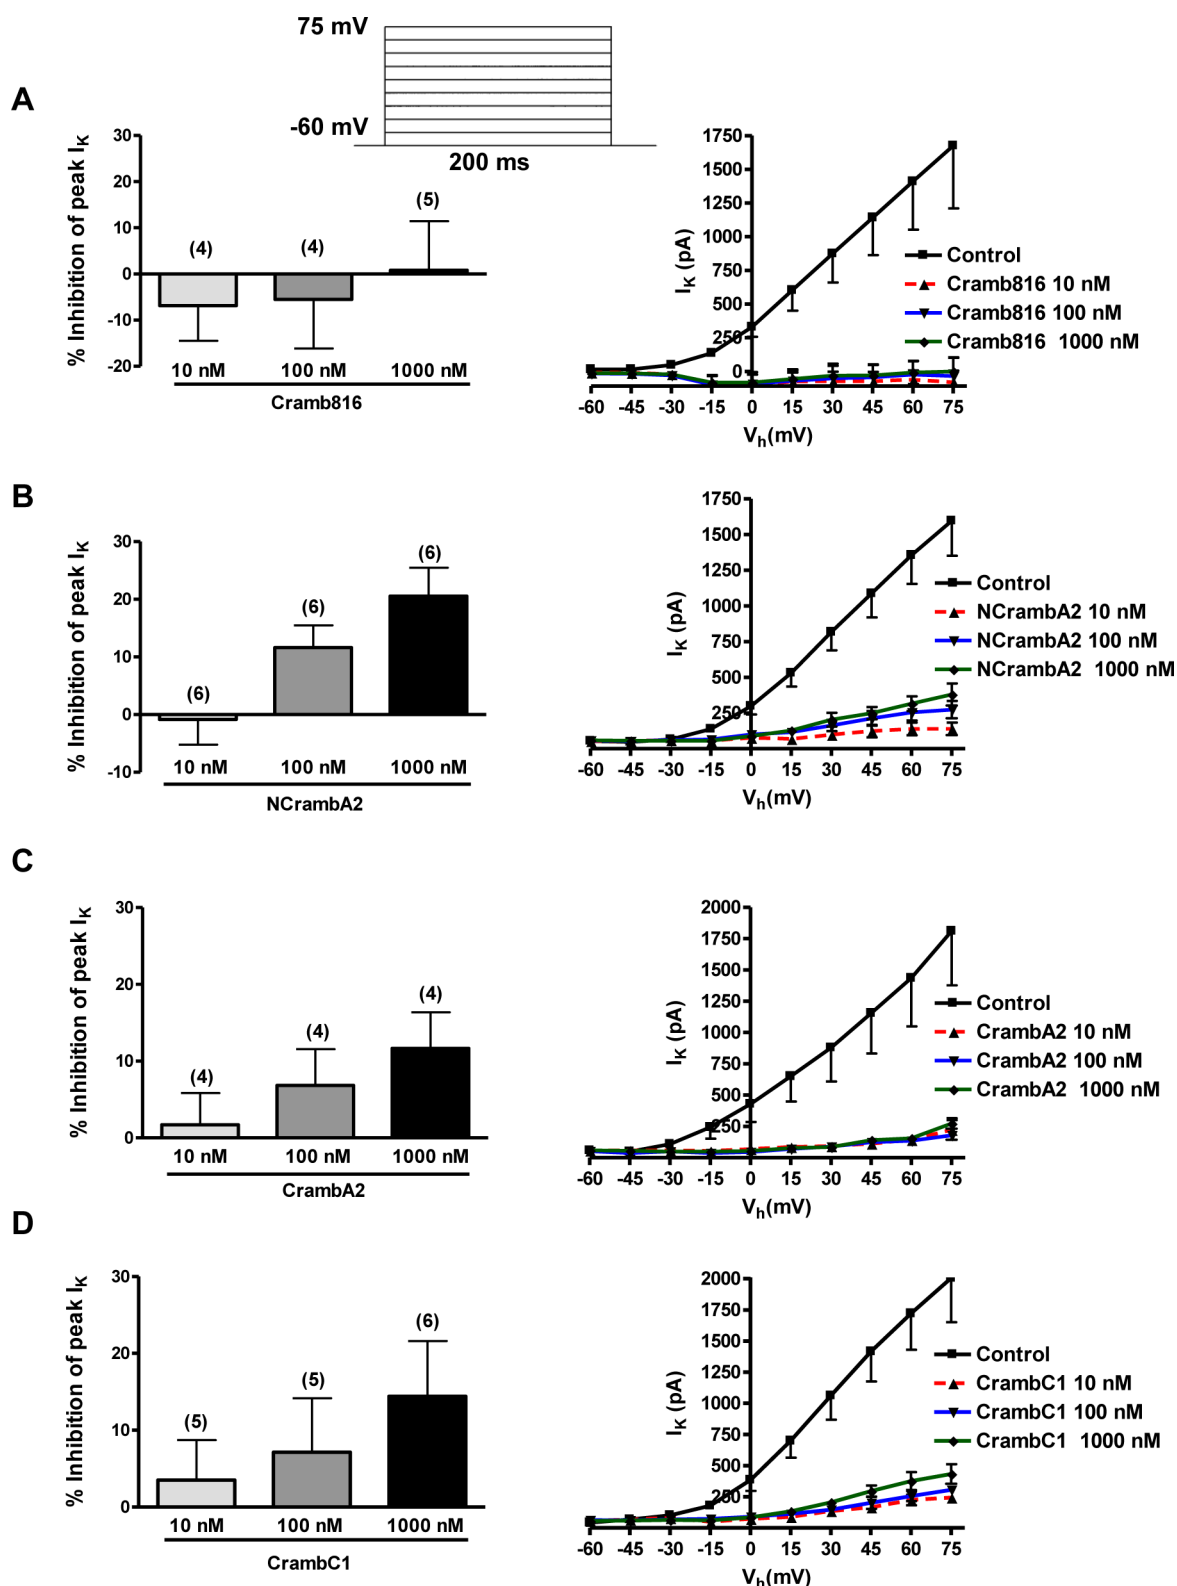 75 mV
-60 mV
200 ms
A
% Inhibition of peak IK
30
20
10
0
-10
-20
(4)
(4)
(5)
10 nM 100 nM 1000 nM
Cramb816
IK (pA)
1750
1500
1250
1000
750
500
250
0
-60 -45 -30 -15 0 15 30 45 60 75
Vh(mV)
Control
Cramb816 10 nM
Cramb816 100 nM
Cramb816 1000 nM
B
% Inhibition of peak IK
30
20
10
0
-10
(6)
(6)
(6)
10 nM 100 nM 1000 nM
NCrambA2
IK (pA)
1750
1500
1250
1000
750
500
250
-60 -45 -30 -15 0 15 30 45 60 75
Vh(mV)
Control
NCrambA2 10 nM
NCrambA2 100 nM
NCrambA2 1000 nM
C
% Inhibition of peak IK
30
20
10
0
(4)
(4)
(4)
10 nM 100 nM 1000 nM
CrambA2
IK (pA)
2000
1750
1500
1250
1000
750
500
250
-60 -45 -30 -15 0 15 30 45 60 75
Vh(mV)
Control
CrambA2 10 nM
CrambA2 100 nM
CrambA2 1000 nM
D
% Inhibition of peak IK
30
20
10
0
(5)
(5)
(6)
10 nM 100 nM 1000 nM
CrambC1
IK (pA)
2000
1750
1500
1250
1000
750
500
250
-60 -45 -30 -15 0 15 30 45 60 75
Vh(mV)
Control
CrambC1 10 nM
CrambC1 100 nM
CrambC1 1000 nM